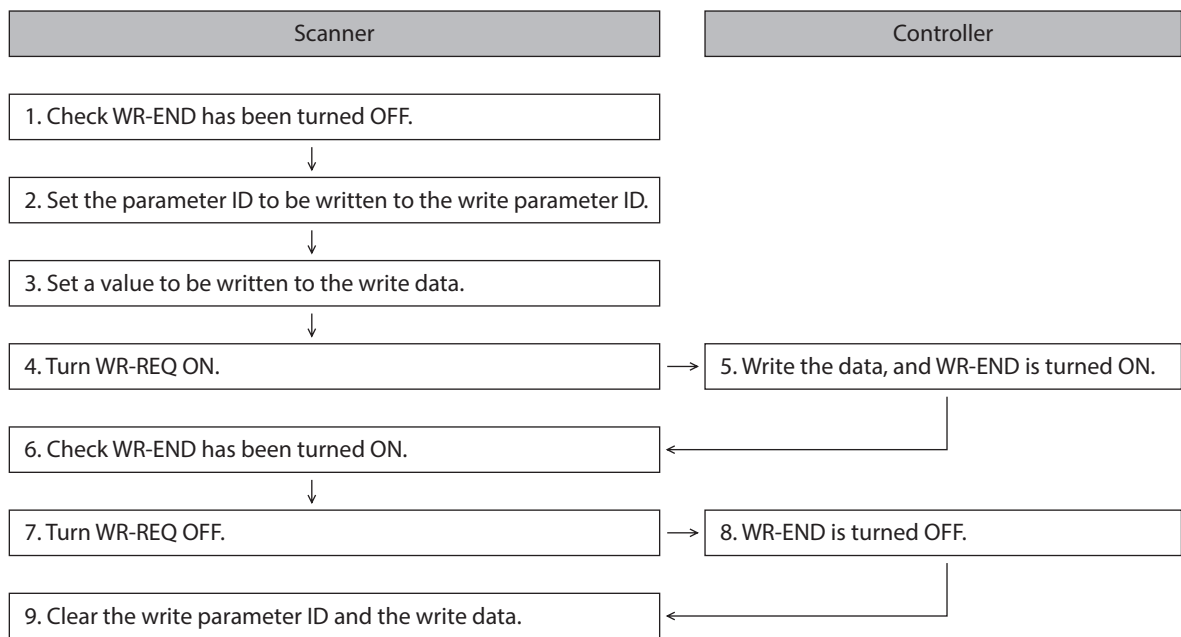 Scanner
Controller
1. Check WR-END has been turned OFF.
2. Set the parameter ID to be written to the write parameter ID.
3. Set a value to be written to the write data.
4. Turn WR-REQ ON.
5. Write the data, and WR-END is turned ON.
6. Check WR-END has been turned ON.
7. Turn WR-REQ OFF.
8. WR-END is turned OFF.
9. Clear the write parameter ID and the write data.